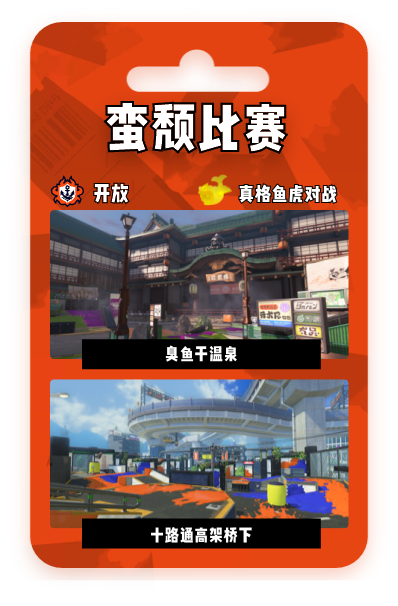 蛮颓比赛
开放
真格鱼虎对战
臭鱼干温泉
十路通高架桥下